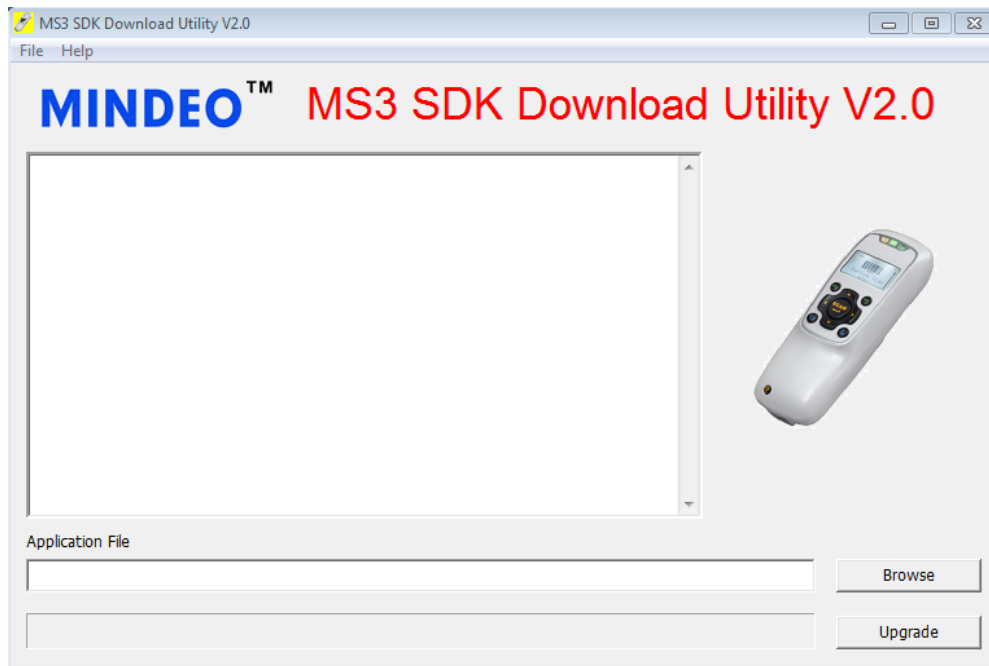 MS3 SDK Download Utility V2.0
File Help
MINDEO™ MS3 SDK Download Utility V2.0
SCAN
Application File
Browse
Upgrade